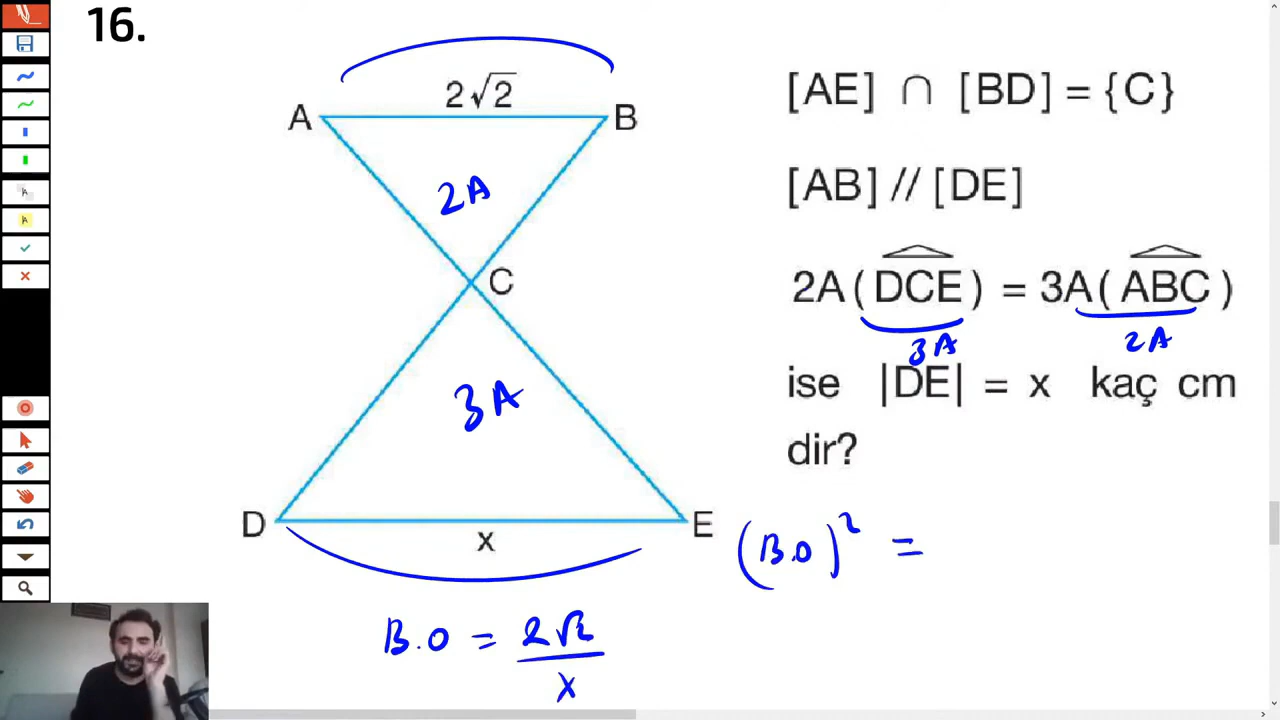 16.
2√2
A
B
2A
C
3A
D
E
x
B.O = 2√2 / x
[AE] ∩ [BD] = {C}
[AB] // [DE]
2A(DCE) = 3A(ABC)
3A
2A
ise |DE| = x kaç cm
dir?
(B.O)² =